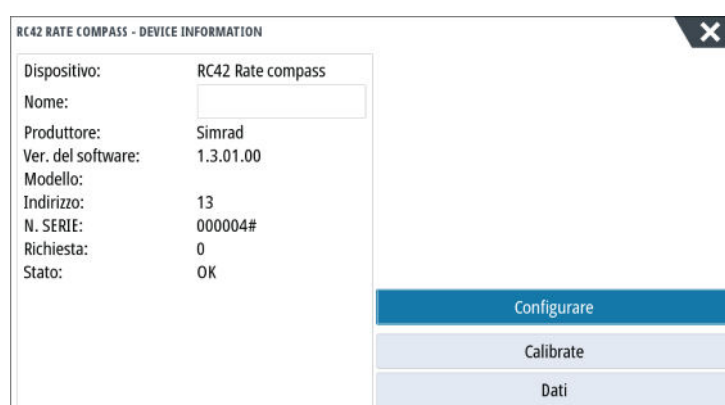 RC42 RATE COMPASS - DEVICE INFORMATION
Dispositivo: RC42 Rate compass
Nome:
Produttore: Simrad
Ver. del software: 1.3.01.00
Modello:
Indirizzo: 13
N. SERIE: 000004#
Richiesta: 0
Stato: OK
Configurare
Calibrate
Dati